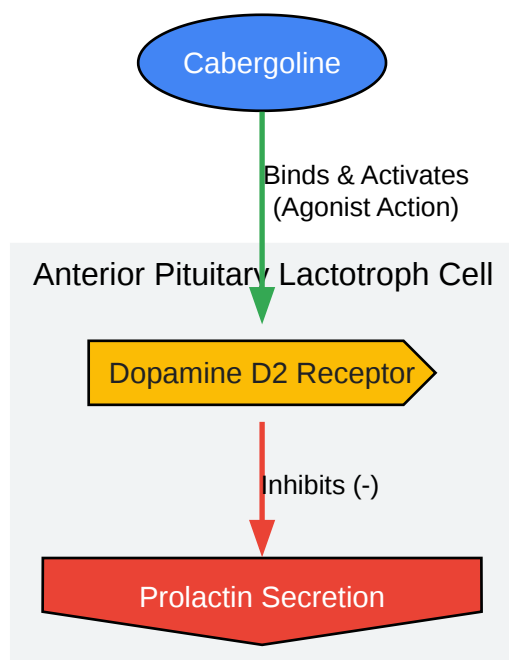 Cabergoline
Binds & Activates
(Agonist Action)
Anterior Pituitary Lactotroph Cell
Dopamine D2 Receptor
Inhibits (-)
Prolactin Secretion